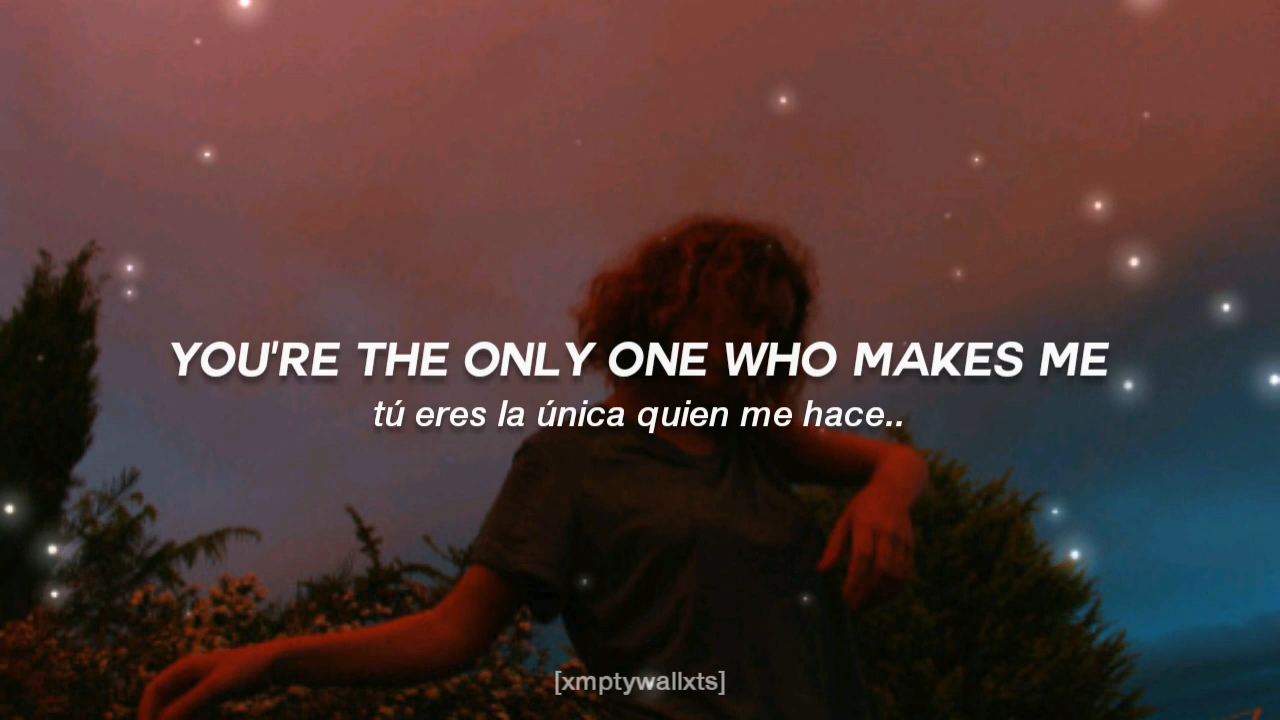 YOU'RE THE ONLY ONE WHO MAKES ME
tú eres la única quien me hace..
[xmptywallxts]